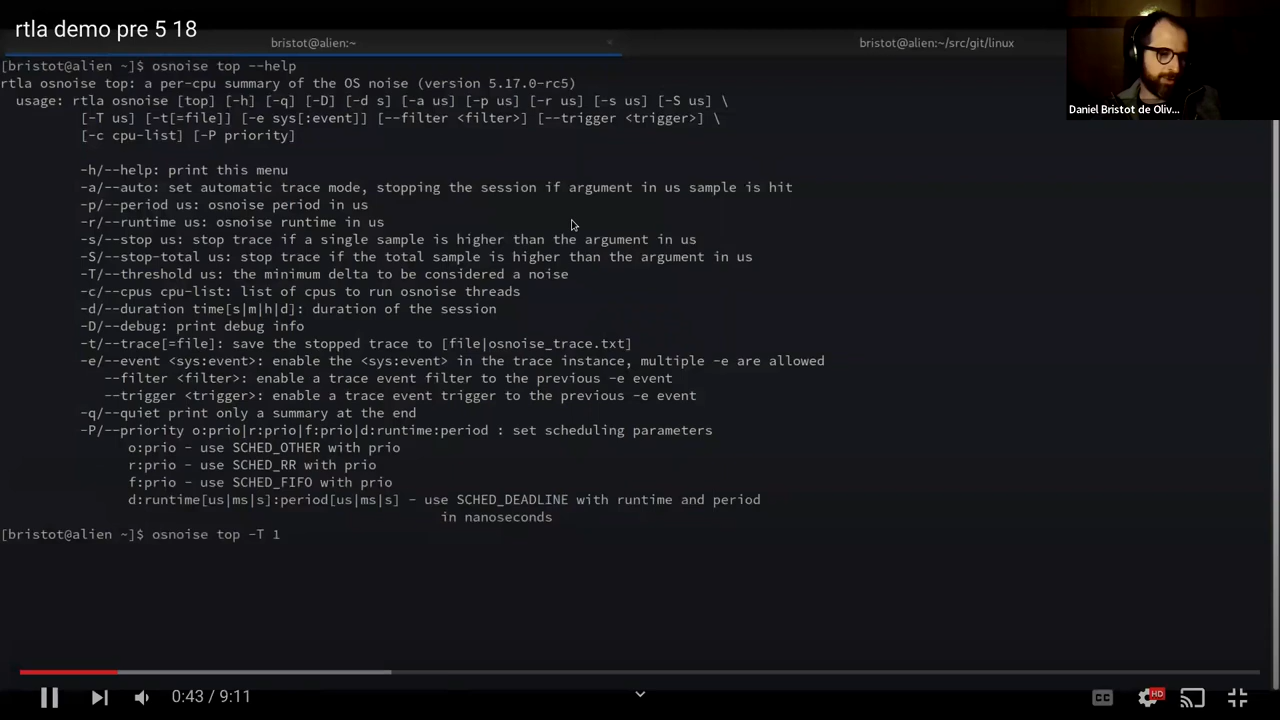 rtla demo pre 5 18
bristot@alien:~
bristot@alien:~/src/git/linux
Daniel Bristot de Oliv...
[bristot@alien ~]$ osnoise top --help
rtla osnoise top: a per-cpu summary of the OS noise (version 5.17.0-rc5)
usage: rtla osnoise [top] [-h] [-q] [-D] [-d s] [-a us] [-p us] [-r us] [-s us] [-S us] \
[-T us] [-t[=file]] [-e sys[:event]] [--filter <filter>] [--trigger <trigger>] \
[-c cpu-list] [-P priority]
-h/--help: print this menu
-a/--auto: set automatic trace mode, stopping the session if argument in us sample is hit
-p/--period us: osnoise period in us
-r/--runtime us: osnoise runtime in us
-s/--stop us: stop trace if a single sample is higher than the argument in us
-S/--stop-total us: stop trace if the total sample is higher than the argument in us
-T/--threshold us: the minimum delta to be considered a noise
-c/--cpus cpu-list: list of cpus to run osnoise threads
-d/--duration time[s|m|h|d]: duration of the session
-D/--debug: print debug info
-t/--trace[=file]: save the stopped trace to [file|osnoise_trace.txt]
-e/--event <sys:event>: enable the <sys:event> in the trace instance, multiple -e are allowed
--filter <filter>: enable a trace event filter to the previous -e event
--trigger <trigger>: enable a trace event trigger to the previous -e event
-q/--quiet print only a summary at the end
-P/--priority o:prio|r:prio|f:prio|d:runtime:period : set scheduling parameters
o:prio - use SCHED_OTHER with prio
r:prio - use SCHED_RR with prio
f:prio - use SCHED_FIFO with prio
d:runtime[us|ms|s]:period[us|ms|s] - use SCHED_DEADLINE with runtime and period
in nanoseconds
[bristot@alien ~]$ osnoise top -T 1
0:43 / 9:11
CC
HD